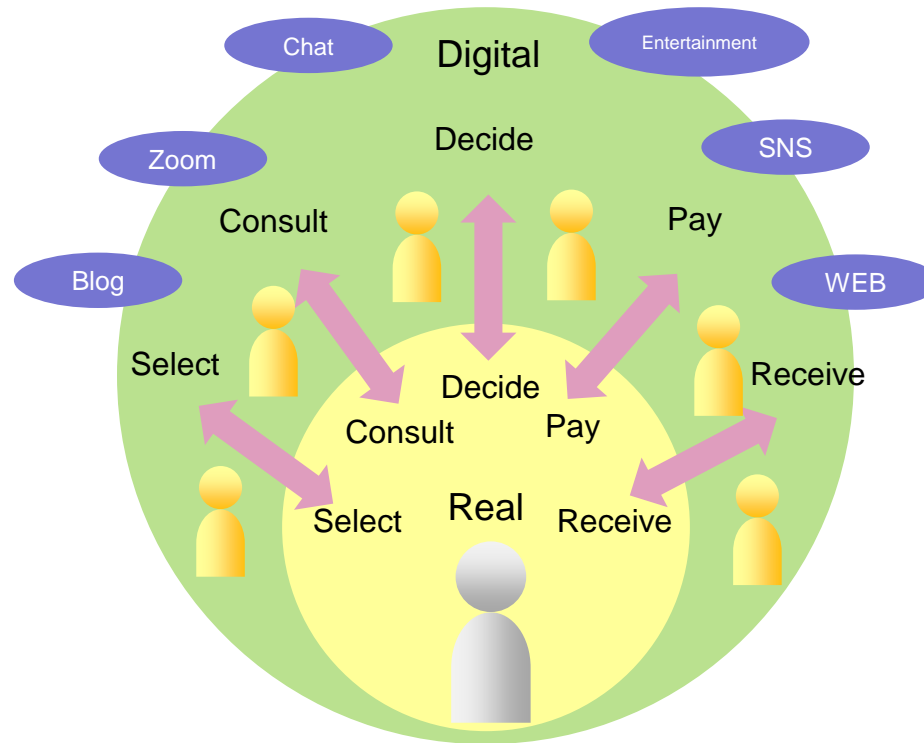 Chat
Entertainment
Digital
Decide
Zoom
SNS
Consult
Pay
Blog
WEB
Select
Receive
Decide
Consult
Pay
Select
Real
Receive